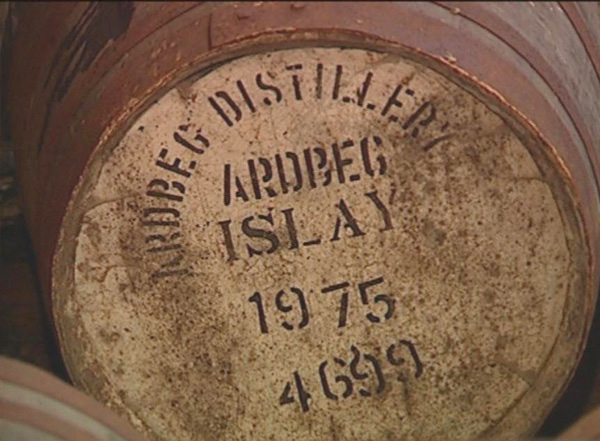 ARDBEG DISTILLERY
ARDBEG
ISLAY
1975
4699